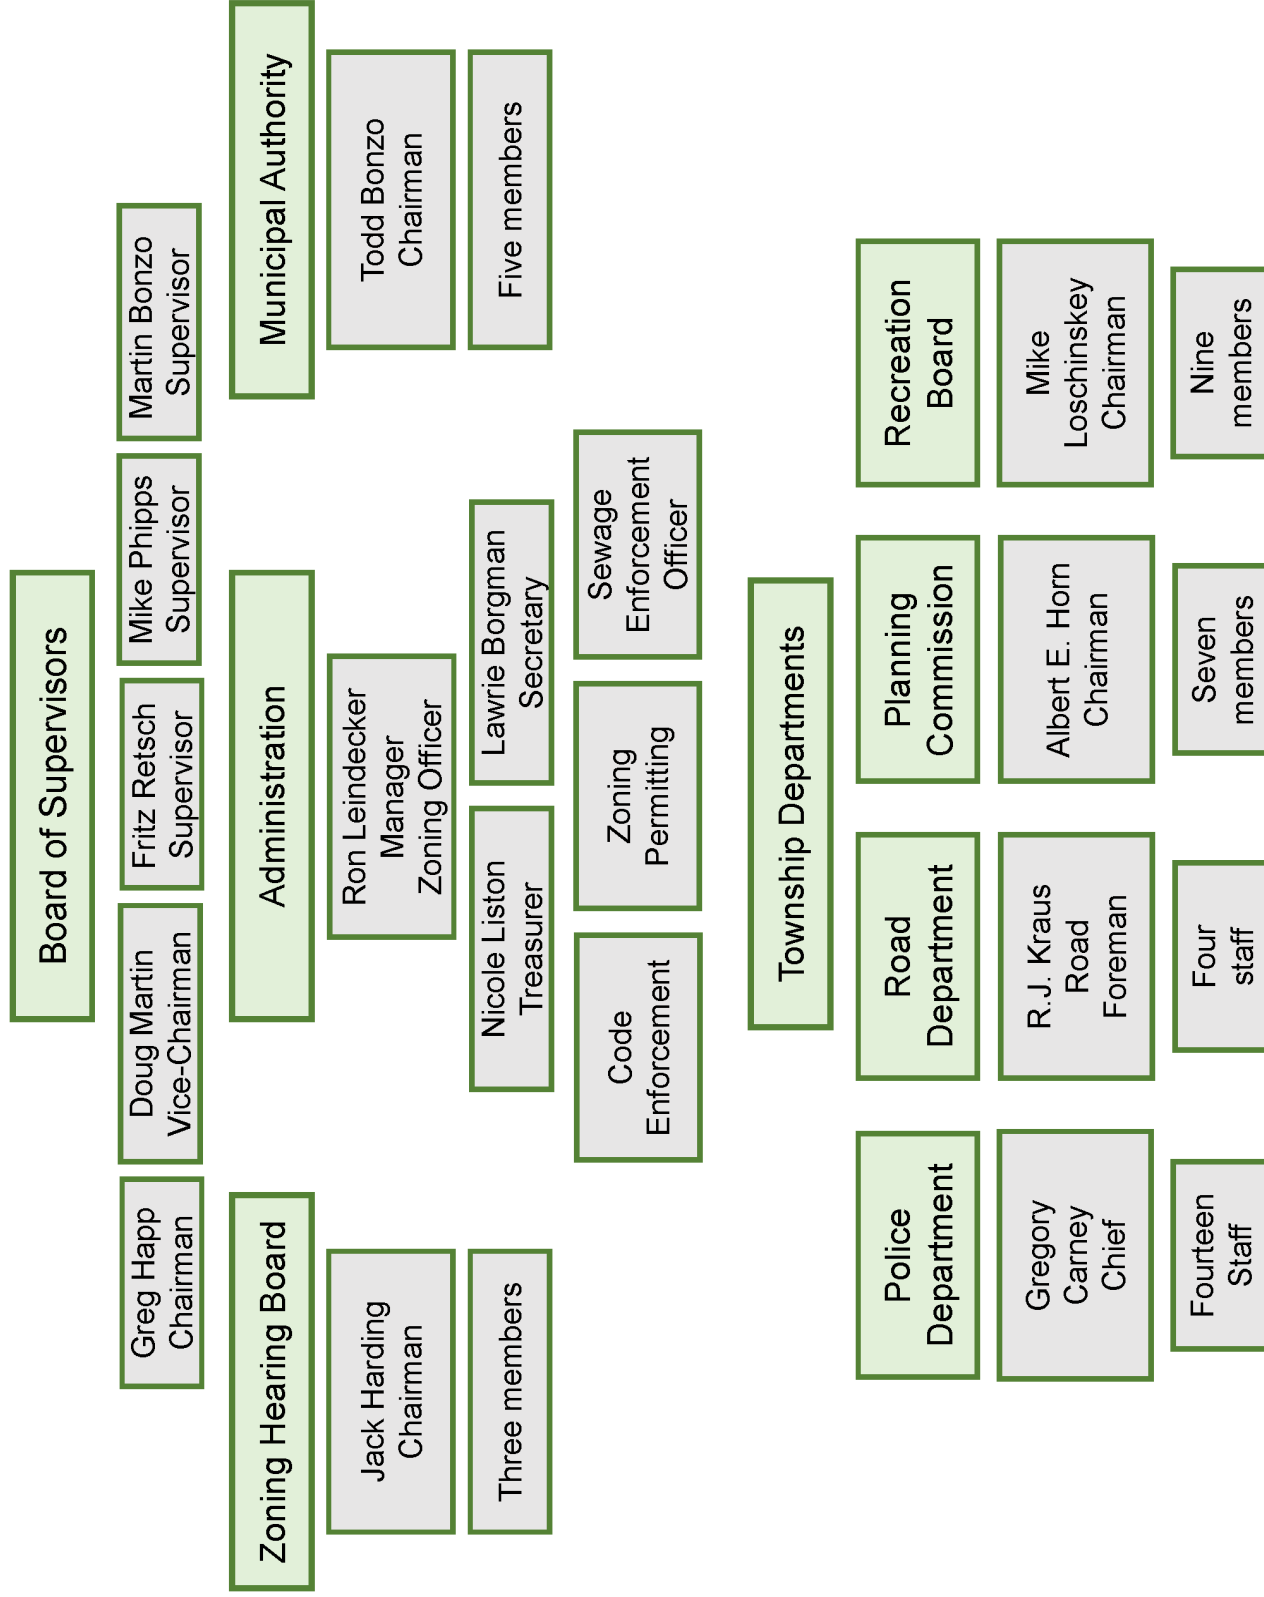 Board of Supervisors
Greg Happ
Chairman
Doug Martin
Vice-Chairman
Fritz Retsch
Supervisor
Mike Phipps
Supervisor
Martin Bonzo
Supervisor
Zoning Hearing Board
Jack Harding
Chairman
Three members
Administration
Ron Leindecker
Manager
Zoning Officer
Nicole Liston
Treasurer
Lawrie Borgman
Secretary
Code
Enforcement
Zoning
Permitting
Sewage
Enforcement
Officer
Municipal Authority
Todd Bonzo
Chairman
Five members
Township Departments
Police
Department
Gregory
Carney
Chief
Fourteen
Staff
Road
Department
R.J. Kraus
Road
Foreman
Four
staff
Planning
Commission
Albert E. Horn
Chairman
Seven
members
Recreation
Board
Mike
Loschinskey
Chairman
Nine
members